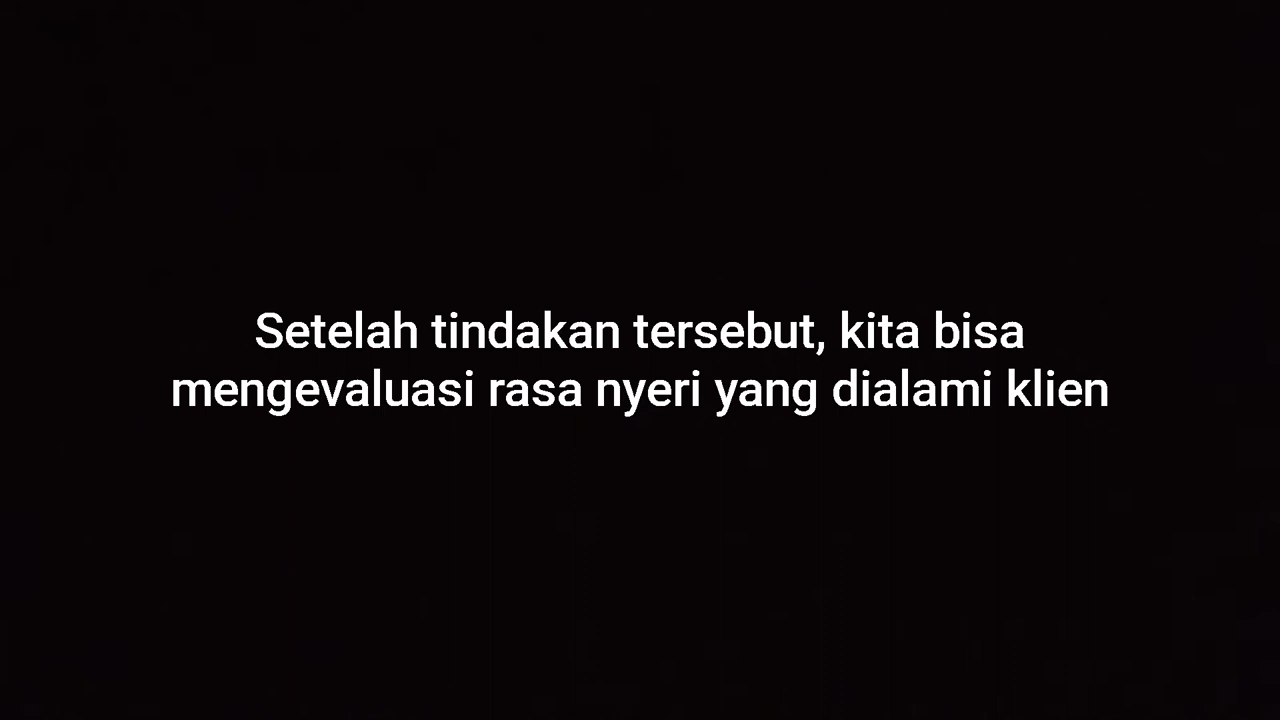 Setelah tindakan tersebut, kita bisa
mengevaluasi rasa nyeri yang dialami klien